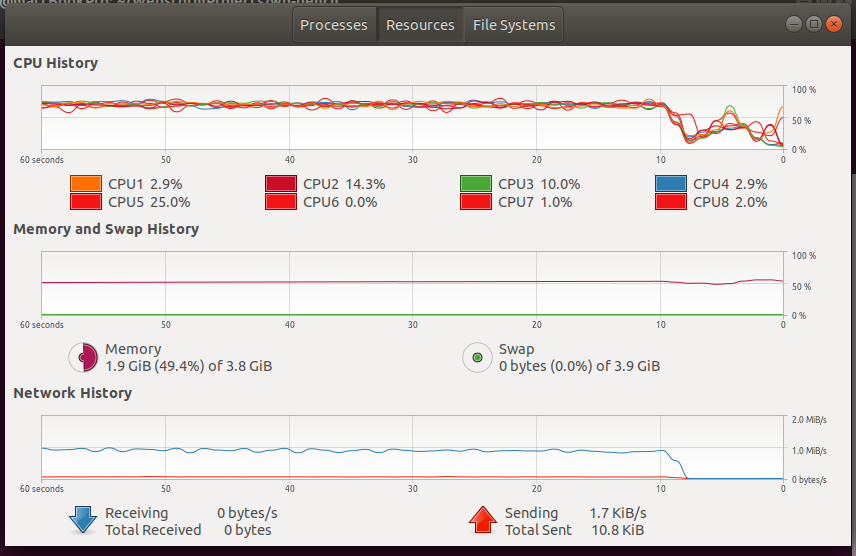 Processes Resources File Systems
CPU History
100 %
50 %
0 %
60 seconds 50 40 30 20 10 0
CPU1 2.9% CPU2 14.3% CPU3 10.0% CPU4 2.9%
CPU5 25.0% CPU6 0.0% CPU7 1.0% CPU8 2.0%
Memory and Swap History
100 %
50 %
0 %
60 seconds 50 40 30 20 10 0
Memory Swap
1.9 GiB (49.4%) of 3.8 GiB 0 bytes (0.0%) of 3.9 GiB
Network History
2.0 MiB/s
1.0 MiB/s
0 bytes/s
60 seconds 50 40 30 20 10 0
Receiving 0 bytes/s Sending 1.7 KiB/s
Total Received 0 bytes Total Sent 10.8 KiB